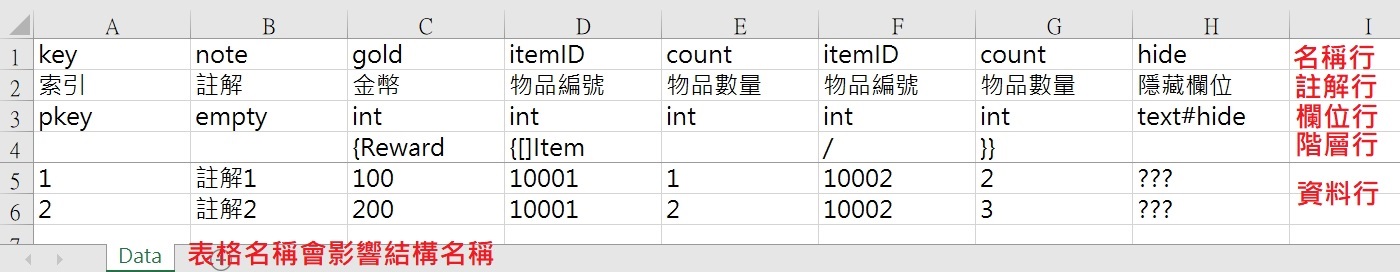 A B C D E F G H I
1 key note gold itemID count itemID count hide 名稱行
2 索引 註解 金幣 物品編號 物品數量 物品編號 物品數量 隱藏欄位 註解行
3 pkey empty int int int int int text#hide 欄位行
4 {Reward {[]Item / }} 階層行
5 1 註解1 100 10001 1 10002 2 ???
資料行
6 2 註解2 200 10001 2 10002 3 ???
Data 表格名稱會影響結構名稱